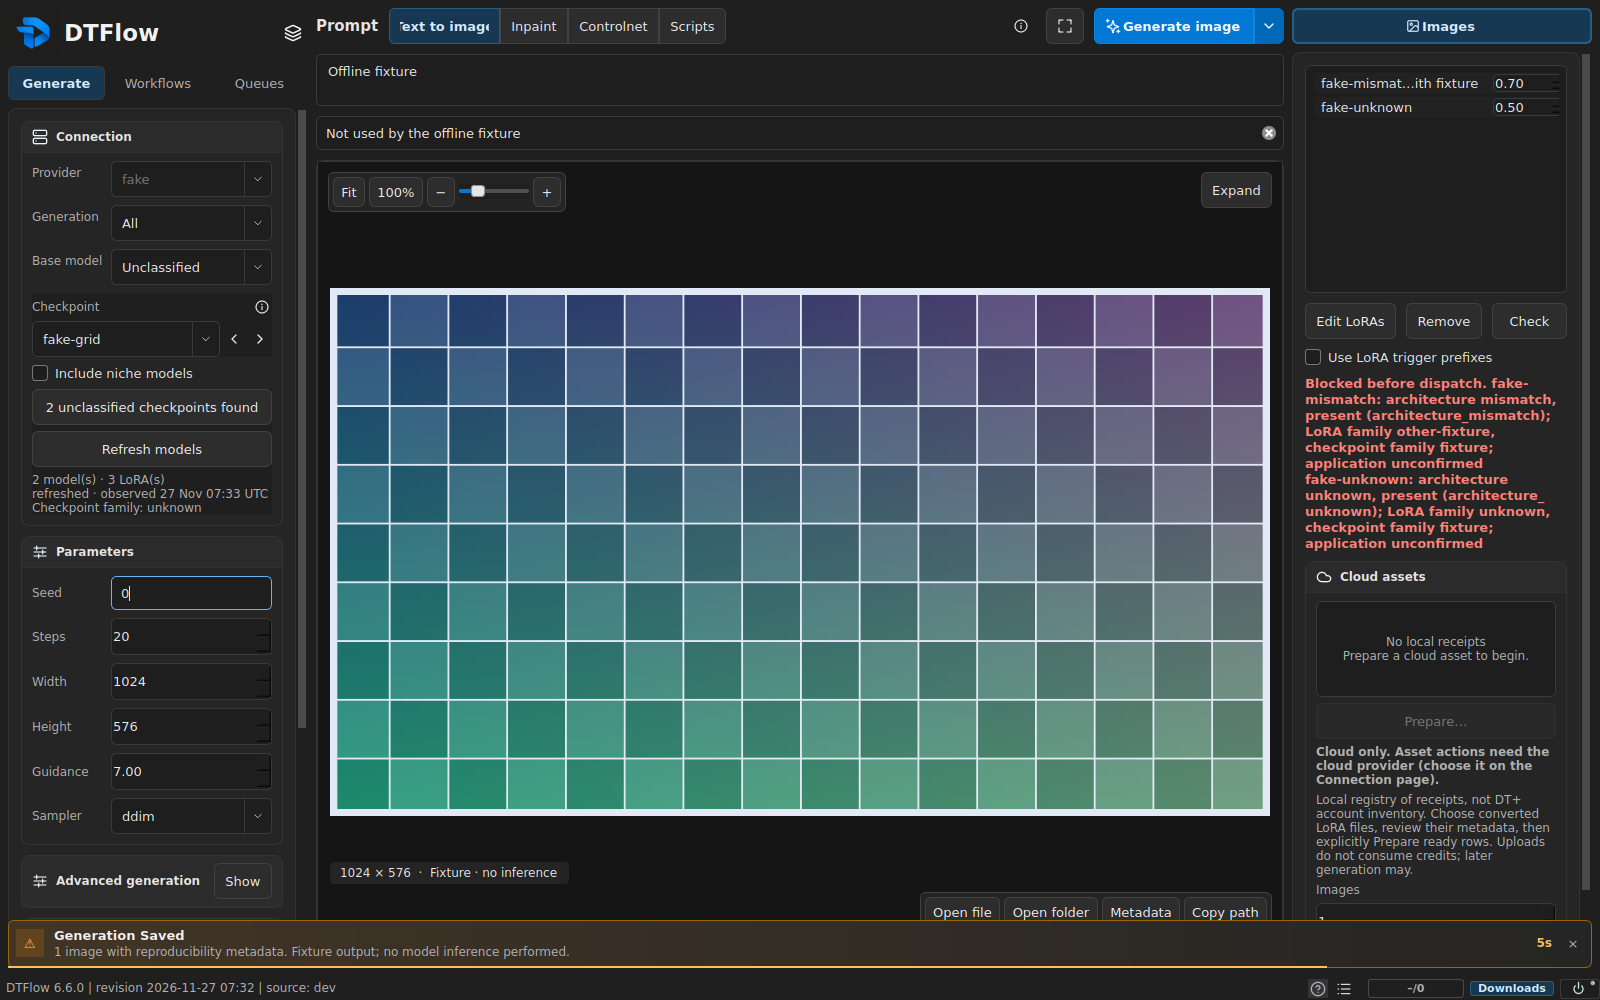 DTFlow
Prompt
Text to image
Inpaint
Controlnet
Scripts
Generate image
Images
Generate
Workflows
Queues
Offline fixture
Not used by the offline fixture
Connection
Provider
fake
Generation
All
Base model
Unclassified
Checkpoint
fake-grid
Include niche models
2 unclassified checkpoints found
Refresh models
2 model(s) · 3 LoRA(s)
refreshed · observed 27 Nov 07:33 UTC
Checkpoint family: unknown
Parameters
Seed
0
Steps
20
Width
1024
Height
576
Guidance
7.00
Sampler
ddim
Advanced generation
Show
Fit
100%
−
+
Expand
1024 × 576 · Fixture · no inference
Open file
Open folder
Metadata
Copy path
fake-mismat...ith fixture
0.70
fake-unknown
0.50
Edit LoRAs
Remove
Check
Use LoRA trigger prefixes
Blocked before dispatch. fake-
mismatch: architecture mismatch,
present (architecture_mismatch);
LoRA family other-fixture,
checkpoint family fixture;
application unconfirmed
fake-unknown: architecture
unknown, present (architecture_
unknown); LoRA family unknown,
checkpoint family fixture;
application unconfirmed
Cloud assets
No local receipts
Prepare a cloud asset to begin.
Prepare...
Cloud only. Asset actions need the
cloud provider (choose it on the
Connection page).
Local registry of receipts, not DT+
account inventory. Choose converted
LoRA files, review their metadata, then
explicitly Prepare ready rows. Uploads
do not consume credits; later
generation may.
Images
Generation Saved
1 image with reproducibility metadata. Fixture output; no model inference performed.
5s
DTFlow 6.6.0 | revision 2026-11-27 07:32 | source: dev
-/0
Downloads